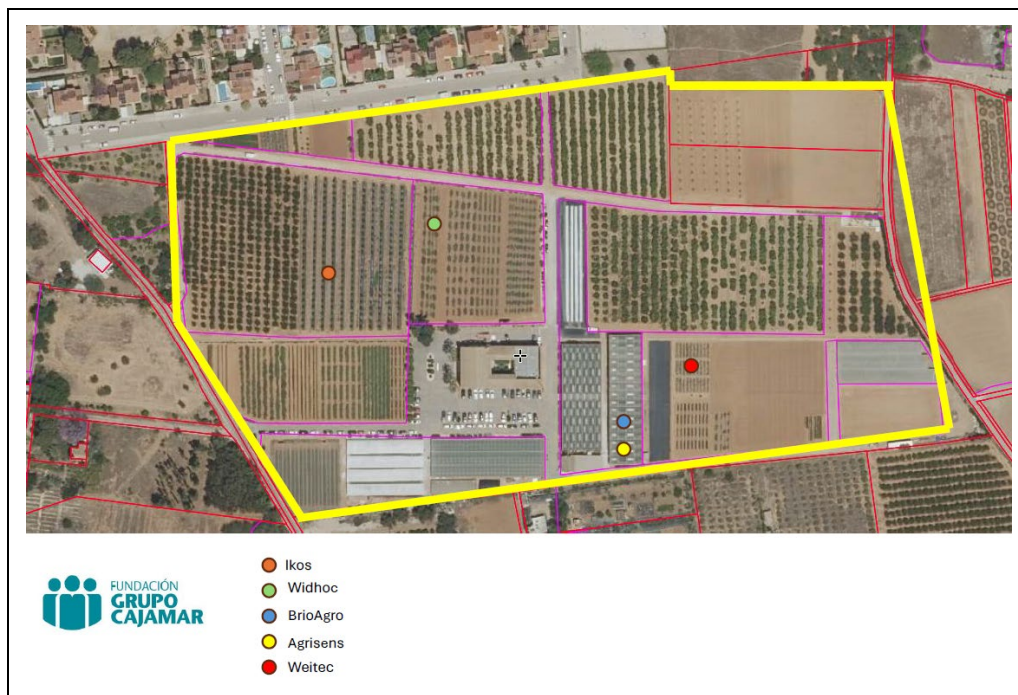 FUNDACIÓN
GRUPO
CAJAMAR
Ikos
Widhoc
BrioAgro
Agrisens
Weitec